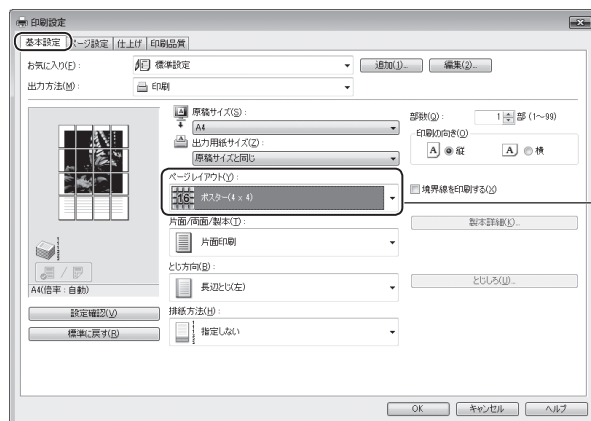 印刷設定
基本設定 ページ設定 仕上げ 印刷品質
お気に入り(F): 標準設定 追加(1)... 編集(2)...
出力方法(M): 印刷
原稿サイズ(S):
A4
出力用紙サイズ(Z):
原稿サイズと同じ
部数(Q): 1 部 (1～99)
印刷の向き(O)
A 縦 A 横
ページレイアウト(Y):
16 ポスター(4 x 4)
境界線を印刷する(X)
片面/両面/製本(T):
片面印刷
製本詳細(K)...
とじ方向(B):
長辺とじ(左)
とじしろ(U)...
A4(倍率：自動)
設定確認(V)
標準に戻す(R)
排紙方法(H):
指定しない
OK キャンセル ヘルプ